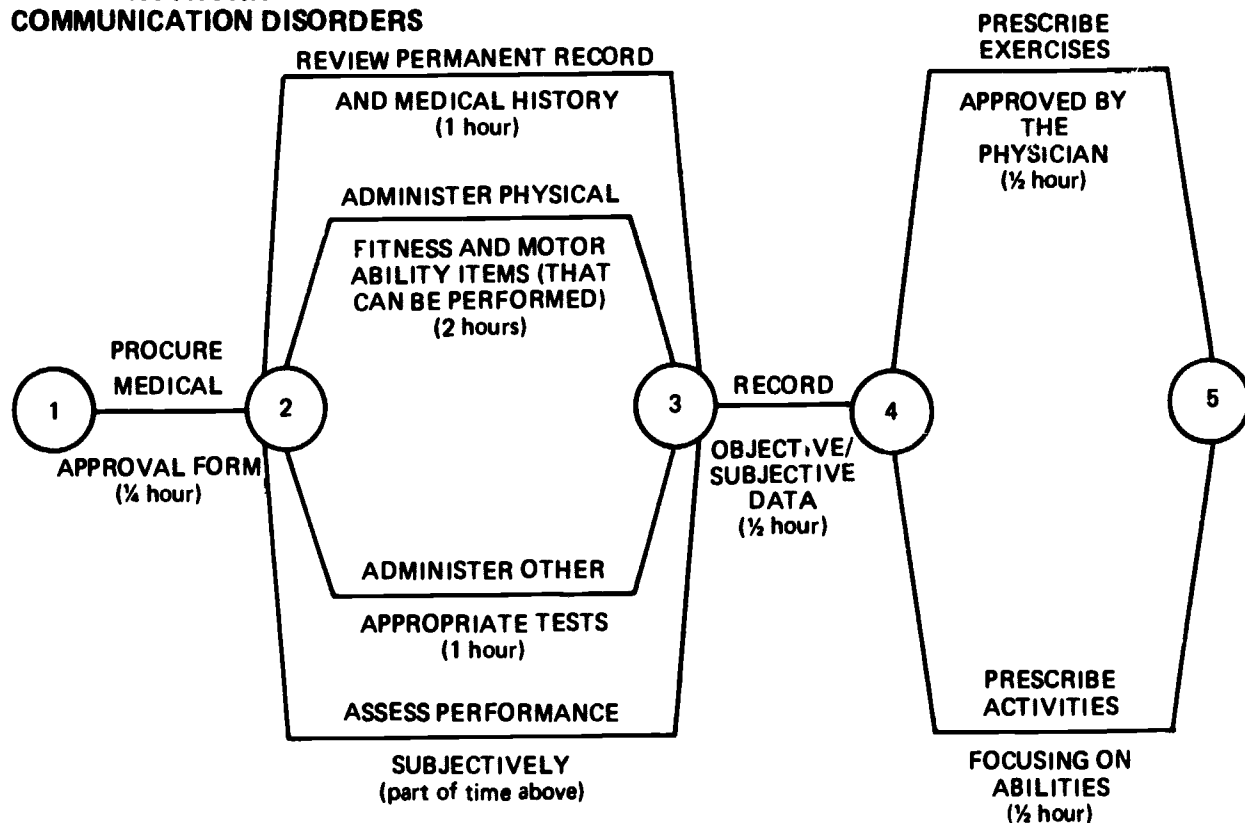 COMMUNICATION DISORDERS
REVIEW PERMANENT RECORD
AND MEDICAL HISTORY
(1 hour)
ADMINISTER PHYSICAL
FITNESS AND MOTOR
ABILITY ITEMS (THAT
CAN BE PERFORMED)
(2 hours)
1
PROCURE
MEDICAL
APPROVAL FORM
(¼ hour)
2
ADMINISTER OTHER
APPROPRIATE TESTS
(1 hour)
ASSESS PERFORMANCE
SUBJECTIVELY
(part of time above)
3
RECORD
OBJECTIVE/
SUBJECTIVE
DATA
(½ hour)
4
PRESCRIBE
EXERCISES
APPROVED BY
THE
PHYSICIAN
(½ hour)
5
PRESCRIBE
ACTIVITIES
FOCUSING ON
ABILITIES
(½ hour)